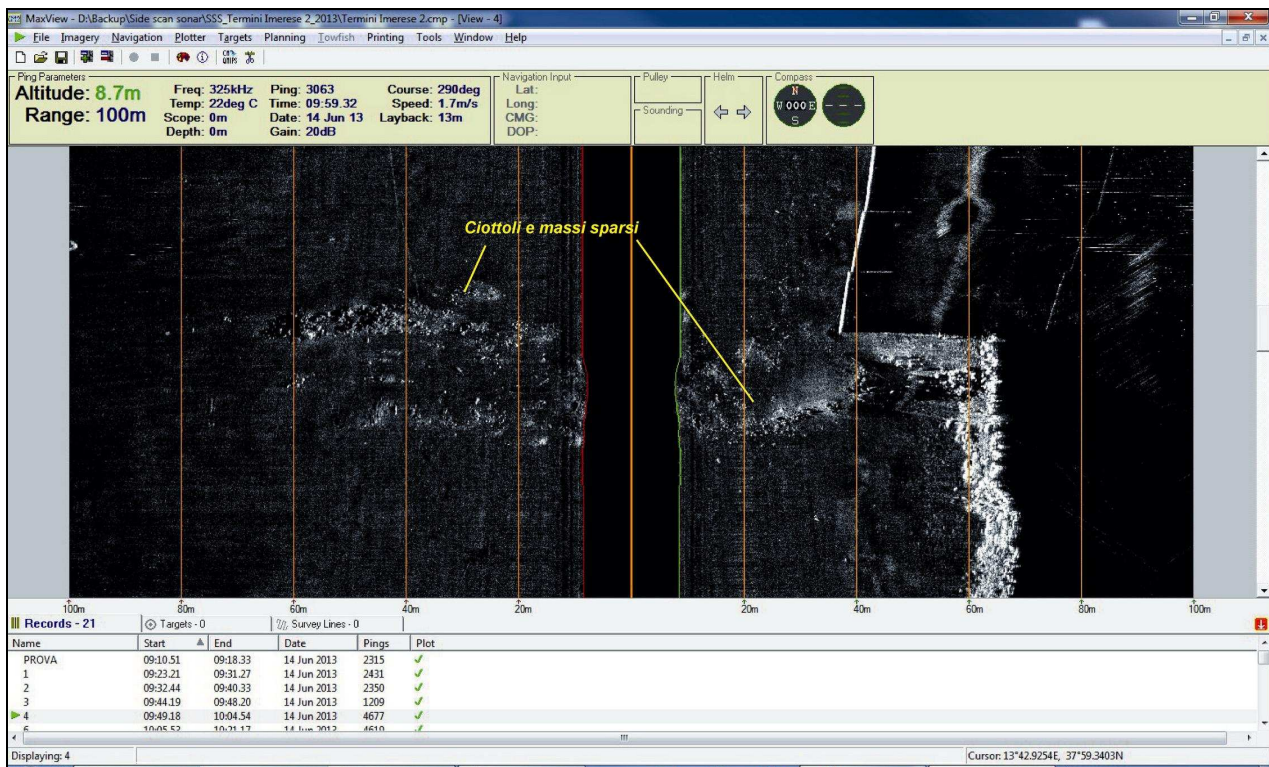 MaxView - D:\Backup\Side scan sonar\SSS_Termini Imerese 2_2013\Termini Imerese 2.cmp - [View - 4]
File Imagery Navigation Plotter Targets Planning Towfish Printing Tools Window Help
Ping Parameters
Altitude: 8.7m
Range: 100m
Freq: 325kHz Ping: 3063 Course: 290deg
Temp: 22deg C Time: 09:59.32 Speed: 1.7m/s
Scope: 0m Date: 14 Jun 13 Layback: 13m
Depth: 0m Gain: 20dB
Navigation Input
Lat:
Long:
CMG:
DOP:
Pulley
Sounding
Helm
Compass
N
W 000 E
S
Ciottoli e massi sparsi
100m 80m 60m 40m 20m 20m 40m 60m 80m 100m
Records - 21 Targets - 0 Survey Lines - 0
Name Start End Date Pings Plot
PROVA 09:10.51 09:18.33 14 Jun 2013 2315
1 09:23.21 09:31.27 14 Jun 2013 2431
2 09:32.44 09:40.33 14 Jun 2013 2350
3 09:44.19 09:48.20 14 Jun 2013 1209
4 09:49.18 10:04.54 14 Jun 2013 4677
Displaying: 4 Cursor: 13°42.9254E, 37°59.3403N